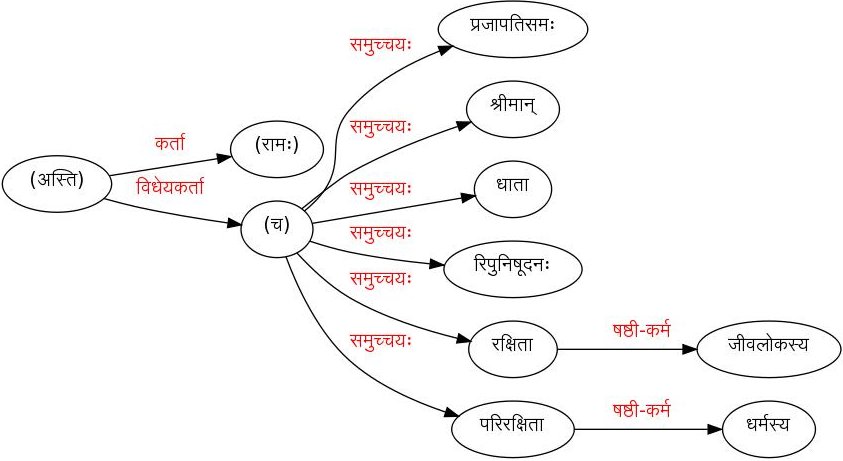 प्रजापतिसमः
समुच्चयः
श्रीमान्
समुच्चयः
कर्ता
(रामः)
(अस्ति)
विधेयकर्ता
समुच्चयः
धाता
(च)
समुच्चयः
रिपुनिषूदनः
समुच्चयः
रक्षिता
षष्ठी-कर्म
जीवलोकस्य
समुच्चयः
परिरक्षिता
षष्ठी-कर्म
धर्मस्य